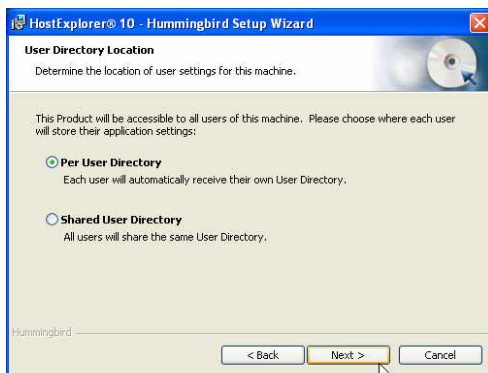 HostExplorer® 10 - Hummingbird Setup Wizard
User Directory Location
Determine the location of user settings for this machine.
This Product will be accessible to all users of this machine. Please choose where each user
will store their application settings:
Per User Directory
Each user will automatically receive their own User Directory.
Shared User Directory
All users will share the same User Directory.
Hummingbird
< Back
Next >
Cancel